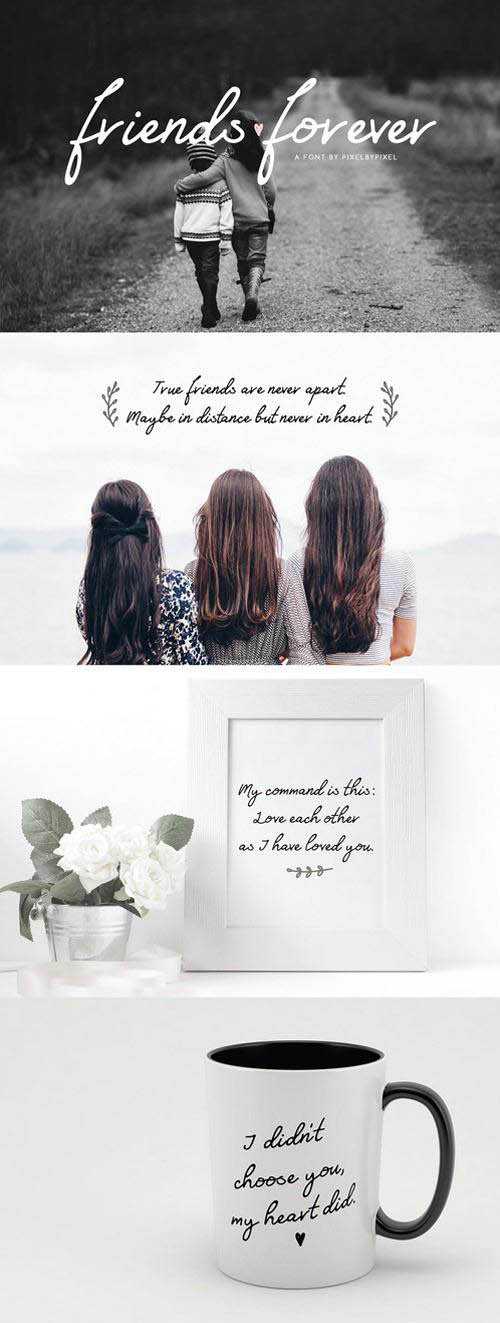 friends forever
A FONT BY PIXELBYPIXEL
True friends are never apart.
Maybe in distance but never in heart.
My command is this:
Love each other
as I have loved you.
I didn't
choose you,
my heart did.